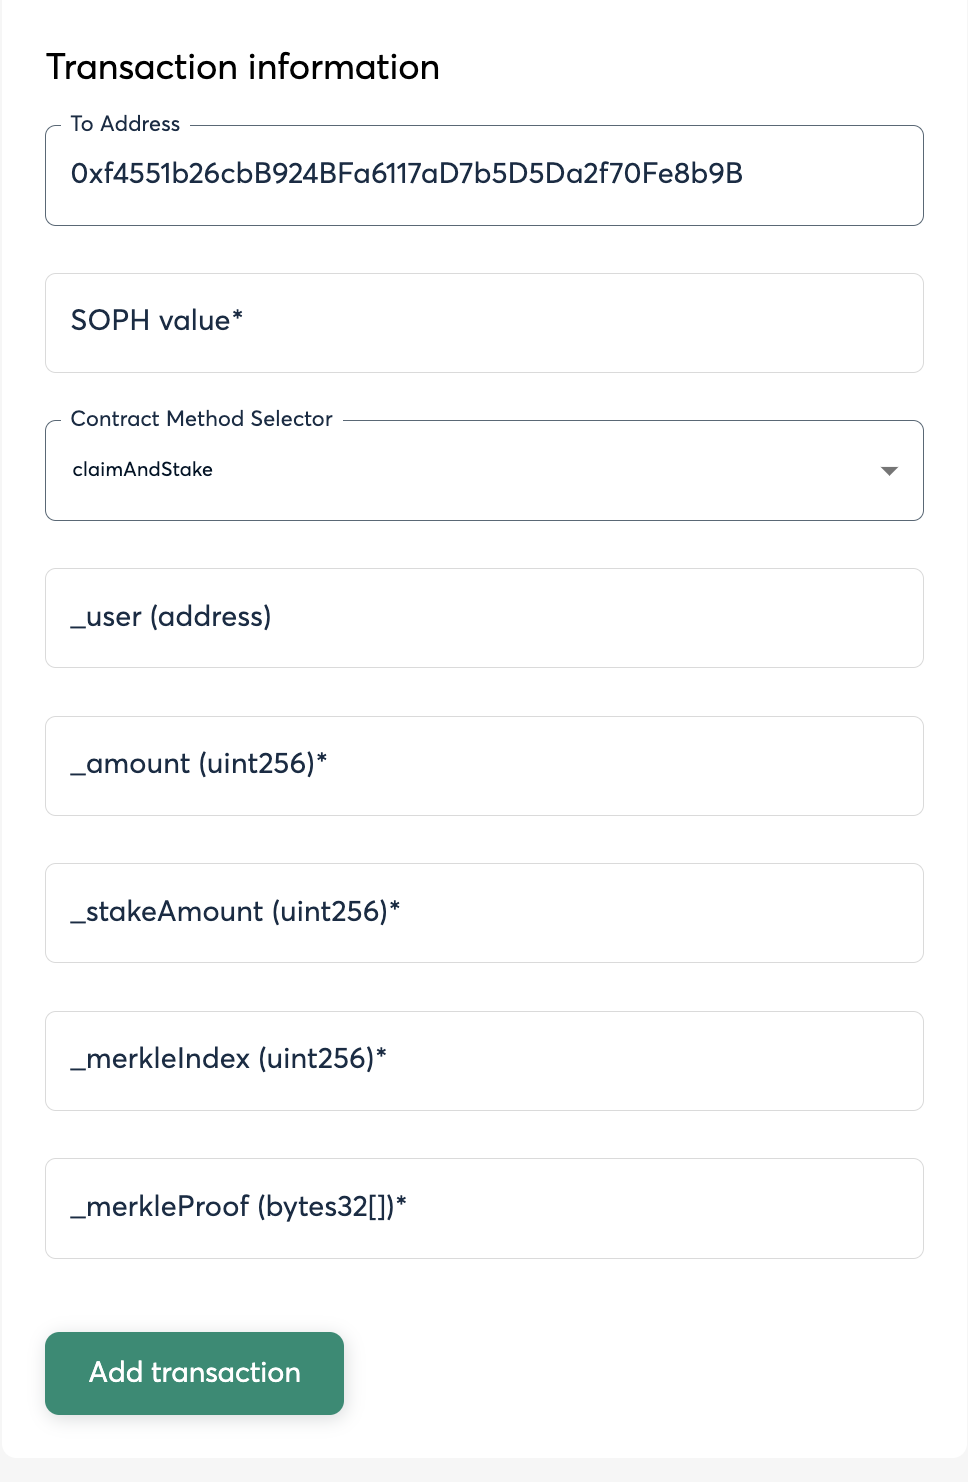 Transaction information
To Address
0xf4551b26cbB924BFa6117aD7b5D5Da2f70Fe8b9B
SOPH value*
Contract Method Selector
claimAndStake
_user (address)
_amount (uint256)*
_stakeAmount (uint256)*
_merkleIndex (uint256)*
_merkleProof (bytes32[])*
Add transaction